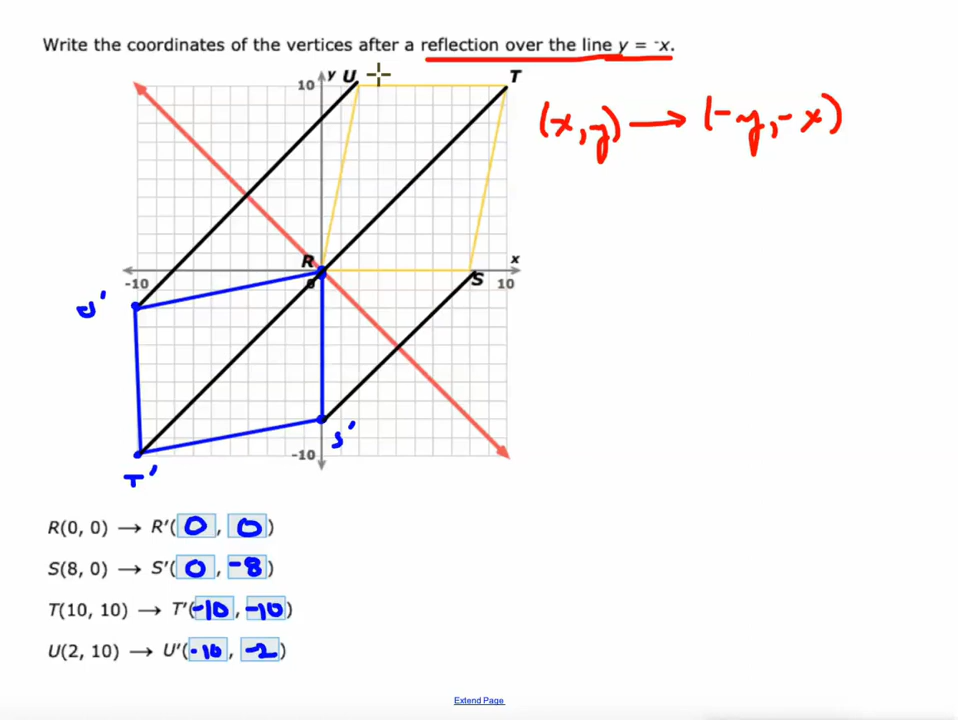 Write the coordinates of the vertices after a reflection over the line y = -x.
y U T
10
(x,y) → (-y,-x)
R x
-10 0 S 10
U'
S'
-10
T'
R(0, 0) → R'(0, 0)
S(8, 0) → S'(0, -8)
T(10, 10) → T'(-10, -10)
U(2, 10) → U'(-10, -2)
Extend Page